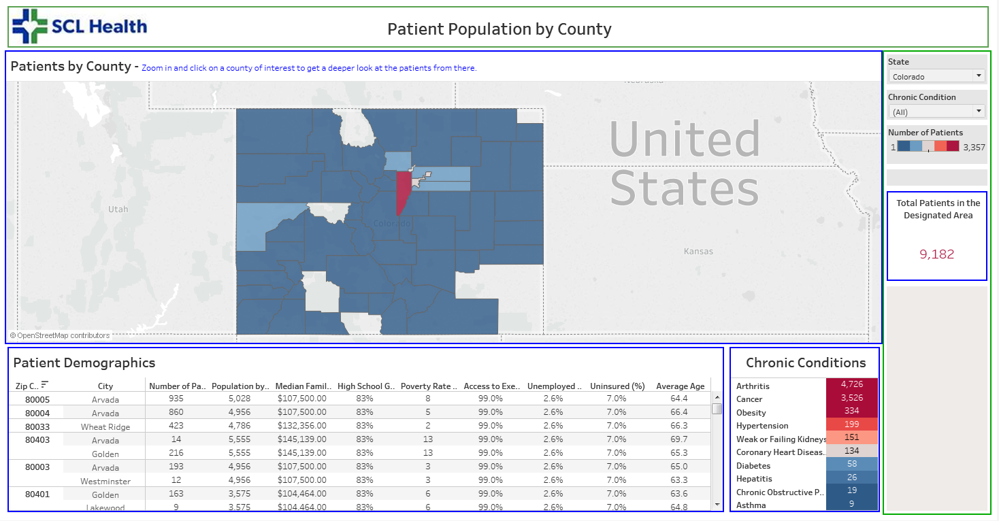 SCL Health
Patient Population by County
Patients by County - Zoom in and click on a county of interest to get a deeper look at the patients from there.
State
Colorado
Chronic Condition
(All)
Number of Patients
1 3,357
Total Patients in the
Designated Area
9,182
Nebraska
United
States
Utah
Colorado
Kansas
© OpenStreetMap contributors
Patient Demographics
Zip C.. City Number of Pa.. Population by.. Median Famil.. High School G.. Poverty Rate .. Access to Exe.. Unemployed .. Uninsured (%) Average Age
80005 Arvada 935 5,028 $107,500.00 83% 8 99.0% 2.6% 7.0% 64.4
80004 Arvada 860 4,956 $107,500.00 83% 5 99.0% 2.6% 7.0% 66.4
80033 Wheat Ridge 423 4,786 $132,356.00 83% 2 99.0% 2.6% 7.0% 66.3
80403 Arvada 14 5,555 $145,139.00 83% 13 99.0% 2.6% 7.0% 69.7
Golden 216 5,555 $145,139.00 83% 13 99.0% 2.6% 7.0% 65.3
80003 Arvada 193 4,956 $107,500.00 83% 3 99.0% 2.6% 7.0% 65.0
Westminster 12 4,956 $107,500.00 83% 3 99.0% 2.6% 7.0% 63.3
80401 Golden 163 3,575 $104,464.00 83% 6 99.0% 2.6% 7.0% 63.6
Lakewood 9 3,575 $104,464.00 83% 6 99.0% 2.6% 7.0% 64.8
Chronic Conditions
Arthritis 4,726
Cancer 3,526
Obesity 334
Hypertension 199
Weak or Failing Kidneys 151
Coronary Heart Diseas.. 134
Diabetes 58
Hepatitis 26
Chronic Obstructive P.. 19
Asthma 9